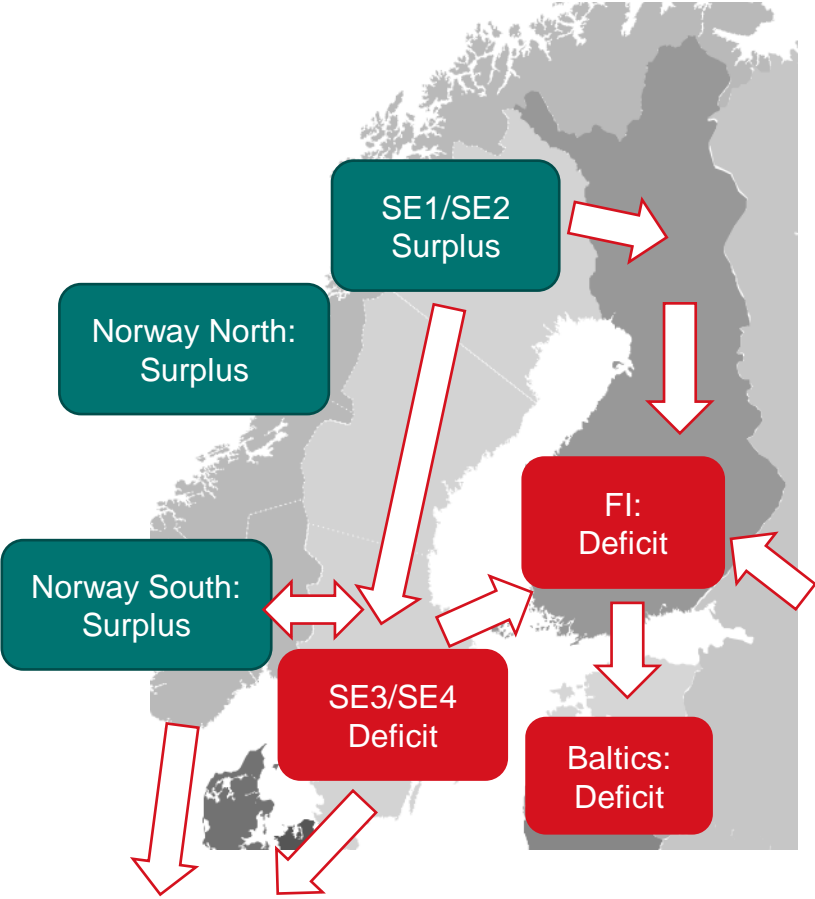 SE1/SE2
Surplus
Norway North:
Surplus
FI:
Deficit
Norway South:
Surplus
SE3/SE4
Deficit
Baltics:
Deficit